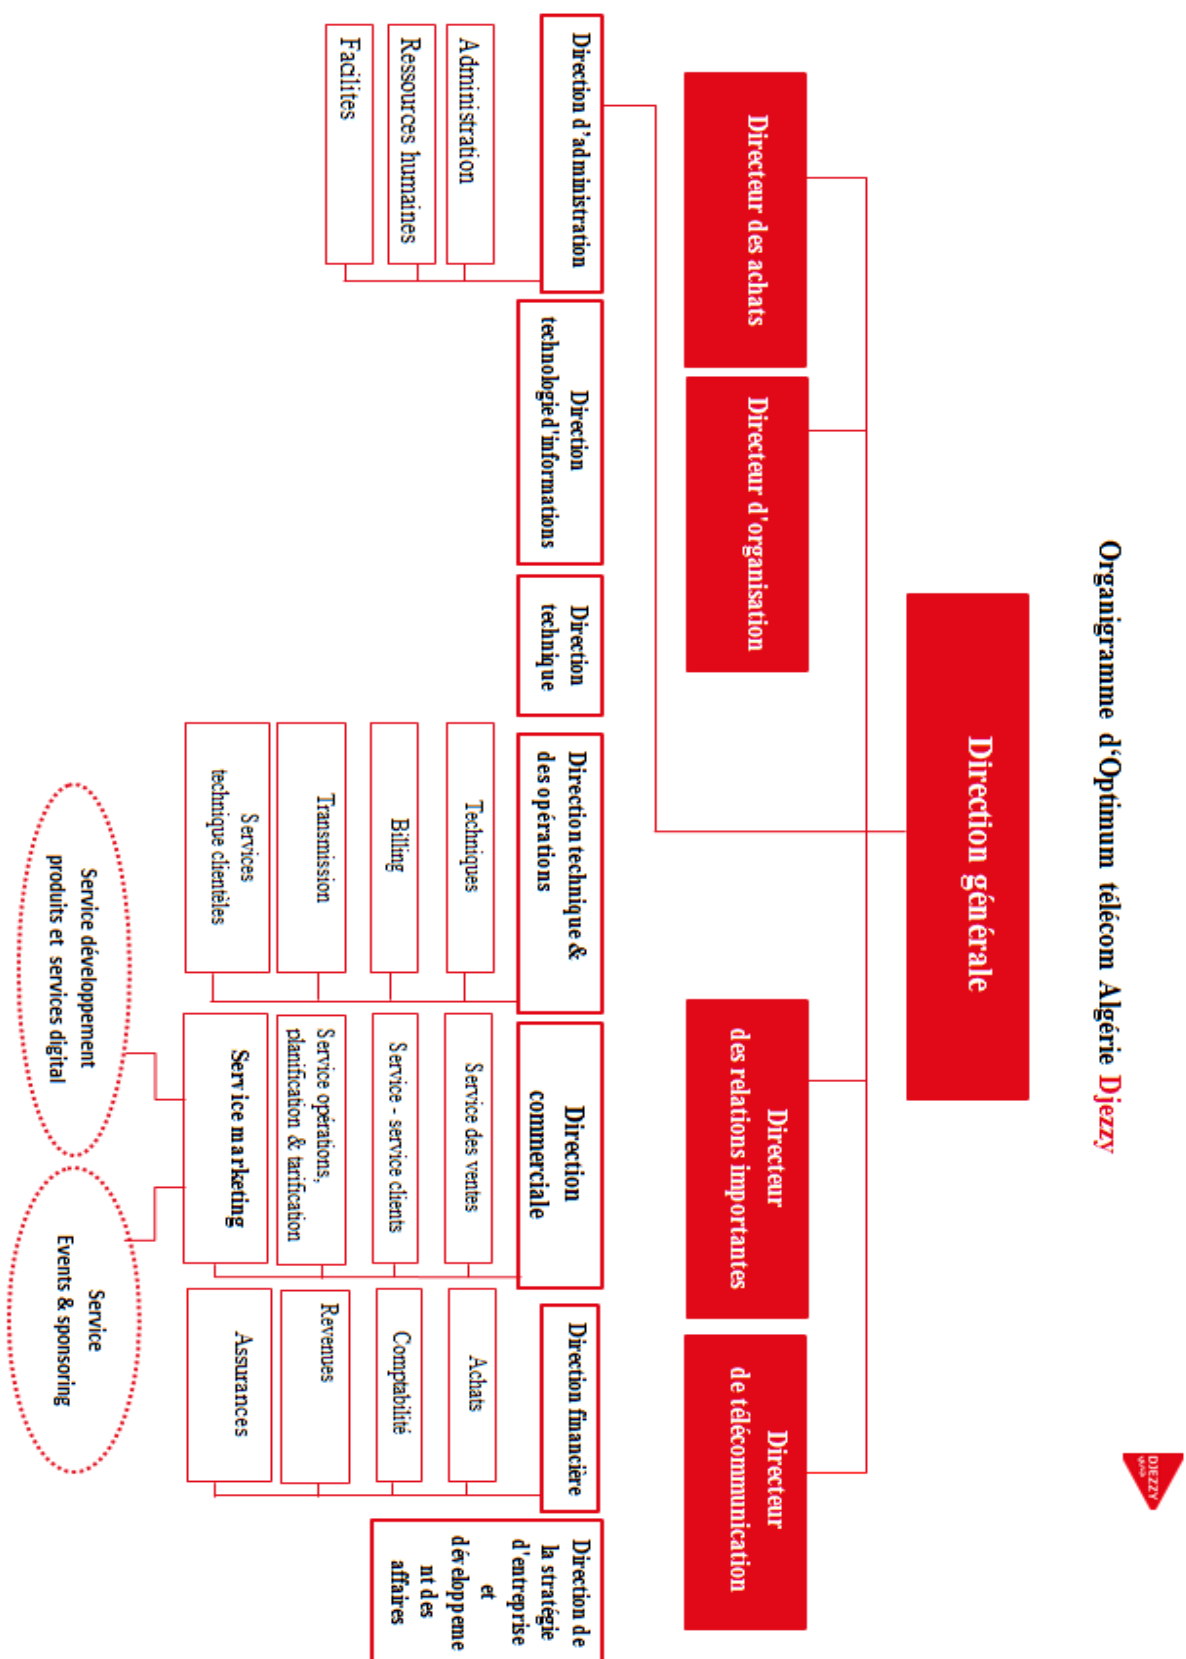 Organigramme d‘Optimum télécom Algérie Djezzy
DJEZZY
Direction générale
Directeur des achats
Directeur d'organisation
Directeur
des relations importantes
Directeur
de télécommunication
Direction d'administration
Administration
Ressources humaines
Facilites
Direction
technologie d'informations
Direction
technique
Direction technique &
des opérations
Techniques
Billing
Transmission
Services
technique clientèles
Direction
commerciale
Service des ventes
Service - service clients
Service opérations,
planification & tarification
Service marketing
Service développement
produits et services digital
Service
Events & sponsoring
Direction financière
Achats
Comptabilité
Revenues
Assurances
Direction de
la stratégie
d'entreprise
et
développeme
nt des
affaires